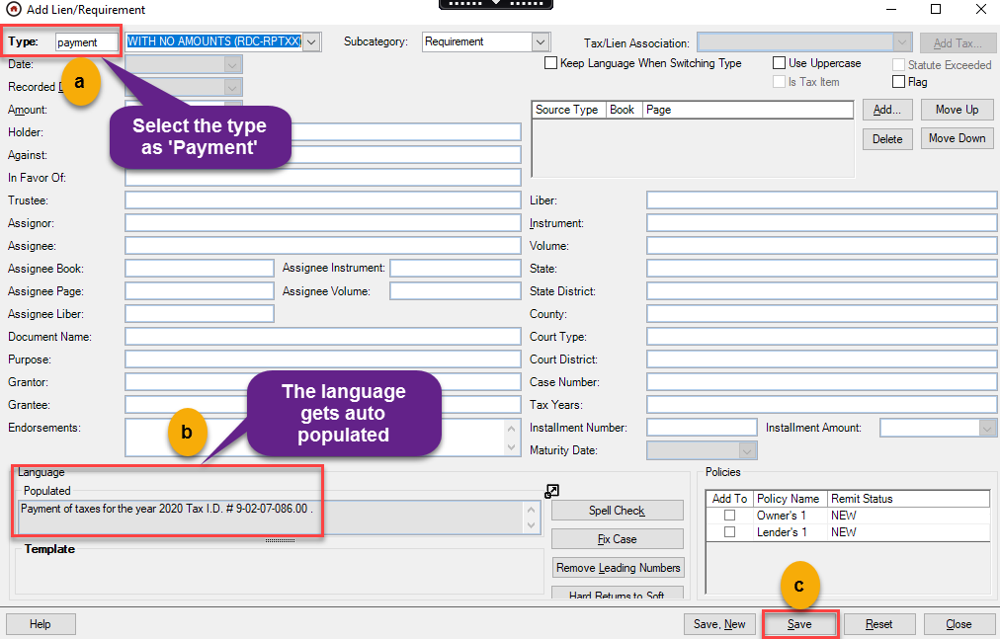 Add Lien/Requirement
Type: payment WITH NO AMOUNTS (RDC-RPTXX) Subcategory: Requirement Tax/Lien Association: Add Tax...
Date: Keep Language When Switching Type Use Uppercase Statute Exceeded
a
Is Tax Item Flag
Recorded
Amount:
Source Type Book Page Add... Move Up
Select the type
as 'Payment'
Holder:
Delete Move Down
Against:
In Favor Of:
Trustee: Liber:
Assignor: Instrument:
Assignee: Volume:
Assignee Book: Assignee Instrument: State:
Assignee Page: Assignee Volume: State District:
Assignee Liber: County:
Document Name: Court Type:
Purpose: Court District:
Grantor: Case Number:
The language
gets auto
populated
Grantee: Tax Years:
Endorsements: Installment Number: Installment Amount:
b
Maturity Date:
Language Policies
Populated
Add To Policy Name Remit Status
Payment of taxes for the year 2020 Tax I.D. # 9-02-07-086.00 .
Spell Check
Owner's 1 NEW
Lender's 1 NEW
Fix Case
Template
Remove Leading Numbers
Hard Returns to Soft
c
Help Save, New Save Reset Close